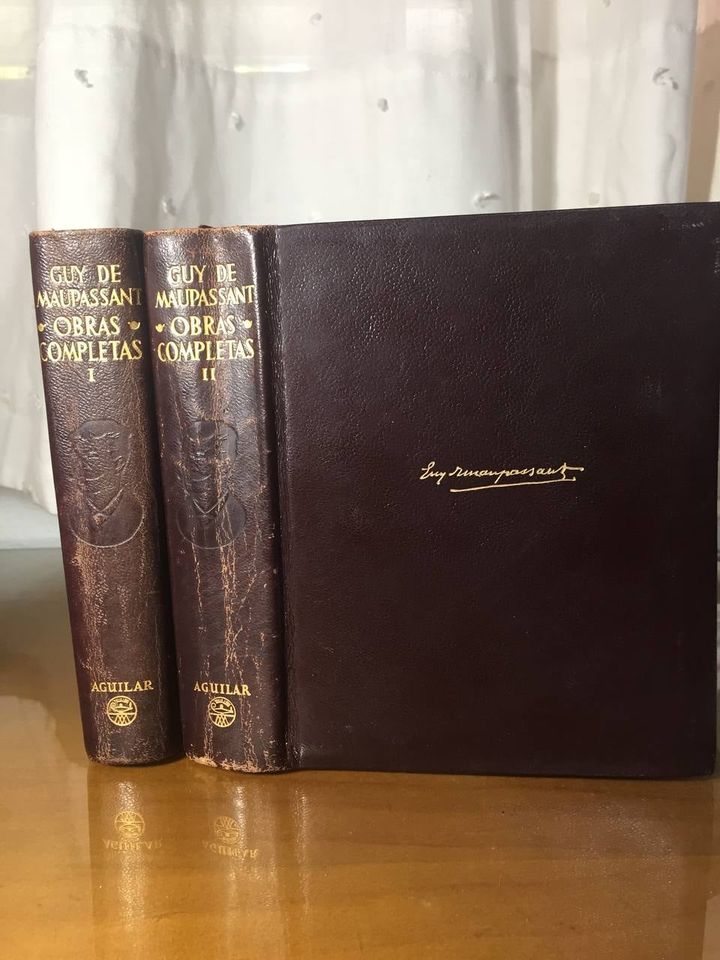 GUY DE
MAUPASSANT
OBRAS
COMPLETAS
I
AGUILAR
GUY DE
MAUPASSANT
OBRAS
COMPLETAS
II
AGUILAR
Guy de Maupassant